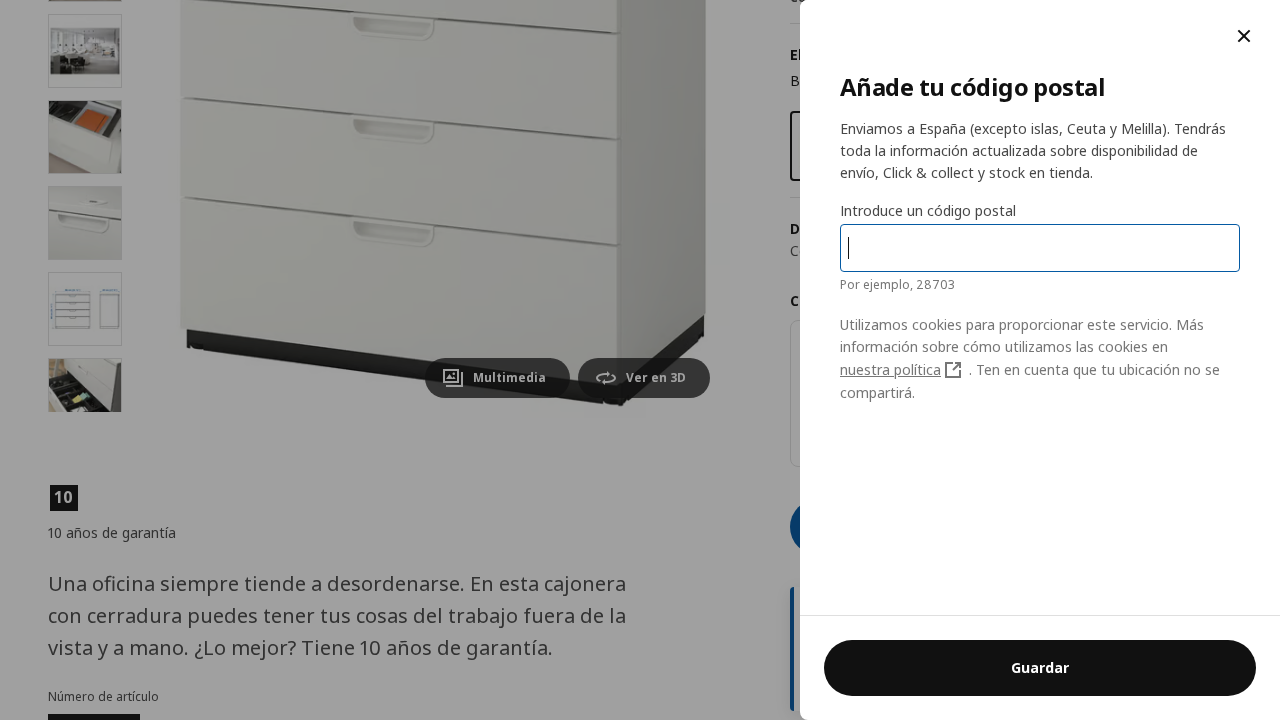 Añade tu código postal
Enviamos a España (excepto islas, Ceuta y Melilla). Tendrás
toda la información actualizada sobre disponibilidad de
envío, Click & collect y stock en tienda.
Introduce un código postal
Por ejemplo, 28703
Utilizamos cookies para proporcionar este servicio. Más
información sobre cómo utilizamos las cookies en
nuestra política . Ten en cuenta que tu ubicación no se
compartirá.
Guardar
Multimedia
Ver en 3D
10
10 años de garantía
Una oficina siempre tiende a desordenarse. En esta cajonera
con cerradura puedes tener tus cosas del trabajo fuera de la
vista y a mano. ¿Lo mejor? Tiene 10 años de garantía.
Número de artículo